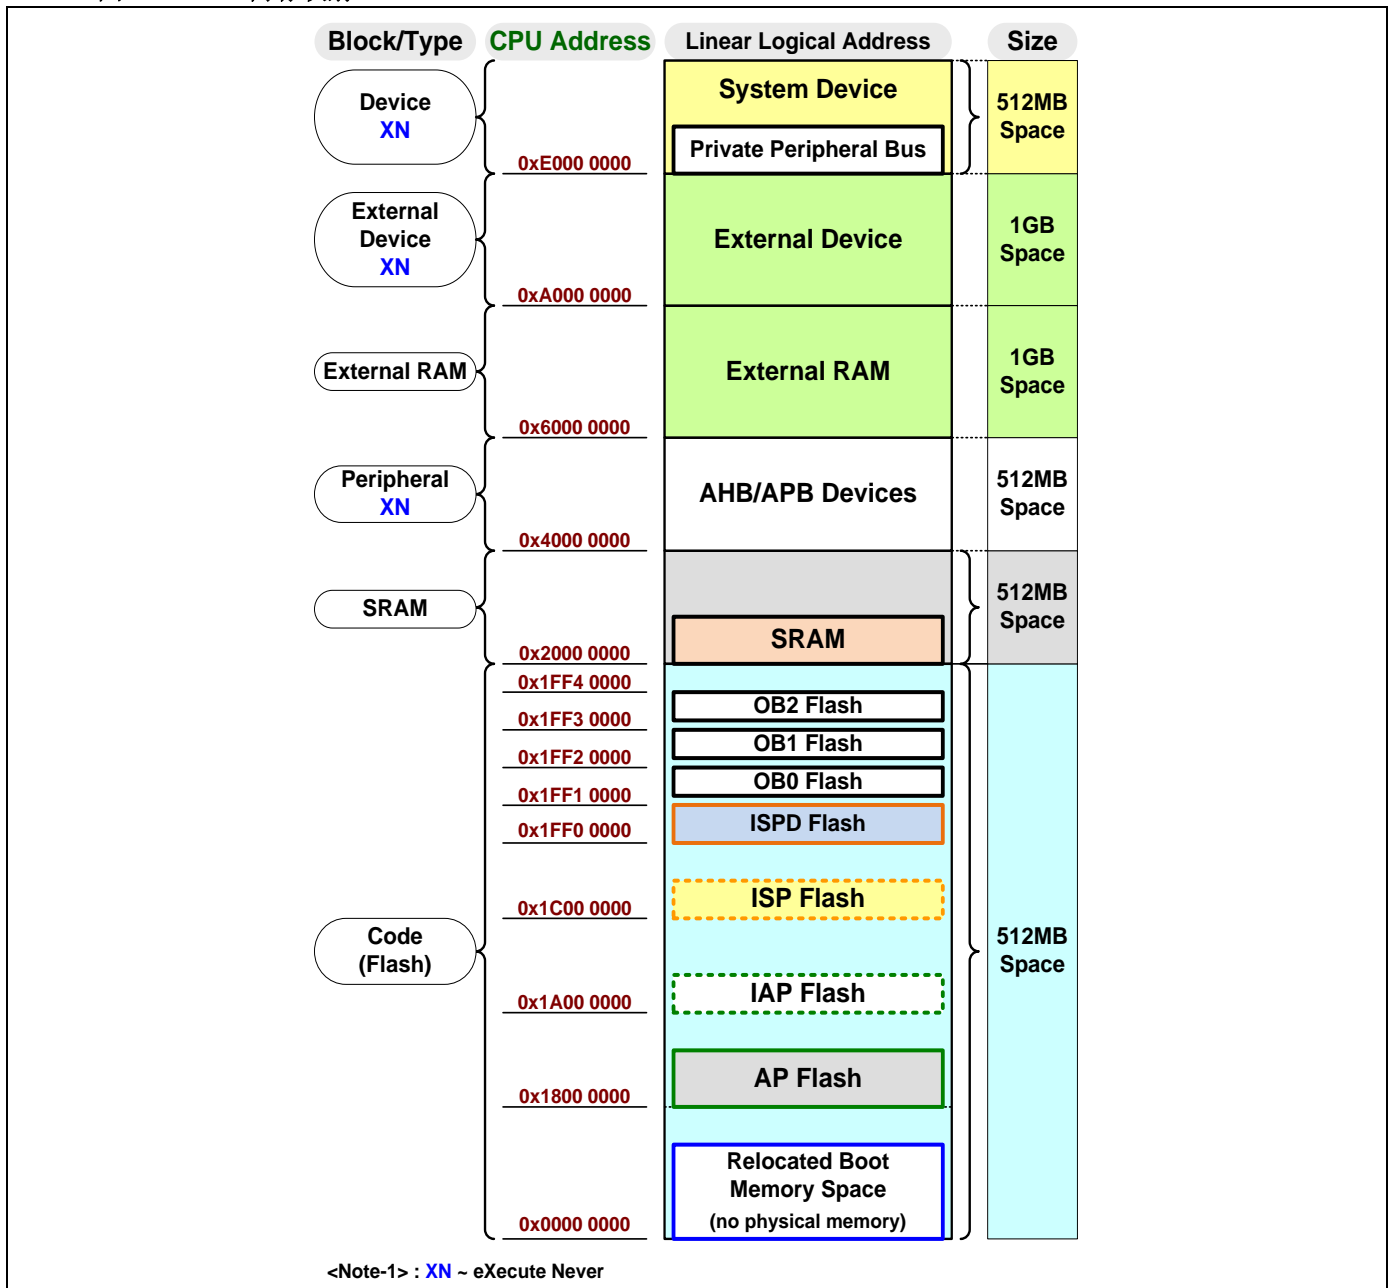 Block/Type CPU Address Linear Logical Address Size
Device
XN
System Device
Private Peripheral Bus
512MB
Space
0xE000 0000
External
Device
XN
External Device
1GB
Space
0xA000 0000
External RAM
External RAM
1GB
Space
0x6000 0000
Peripheral
XN
AHB/APB Devices
512MB
Space
0x4000 0000
SRAM
SRAM
512MB
Space
0x2000 0000
0x1FF4 0000
OB2 Flash
0x1FF3 0000
OB1 Flash
0x1FF2 0000
OB0 Flash
0x1FF1 0000
ISPD Flash
0x1FF0 0000
ISP Flash
0x1C00 0000
Code
(Flash)
512MB
Space
IAP Flash
0x1A00 0000
AP Flash
0x1800 0000
Relocated Boot
Memory Space
(no physical memory)
0x0000 0000
<Note-1> : XN ~ eXecute Never